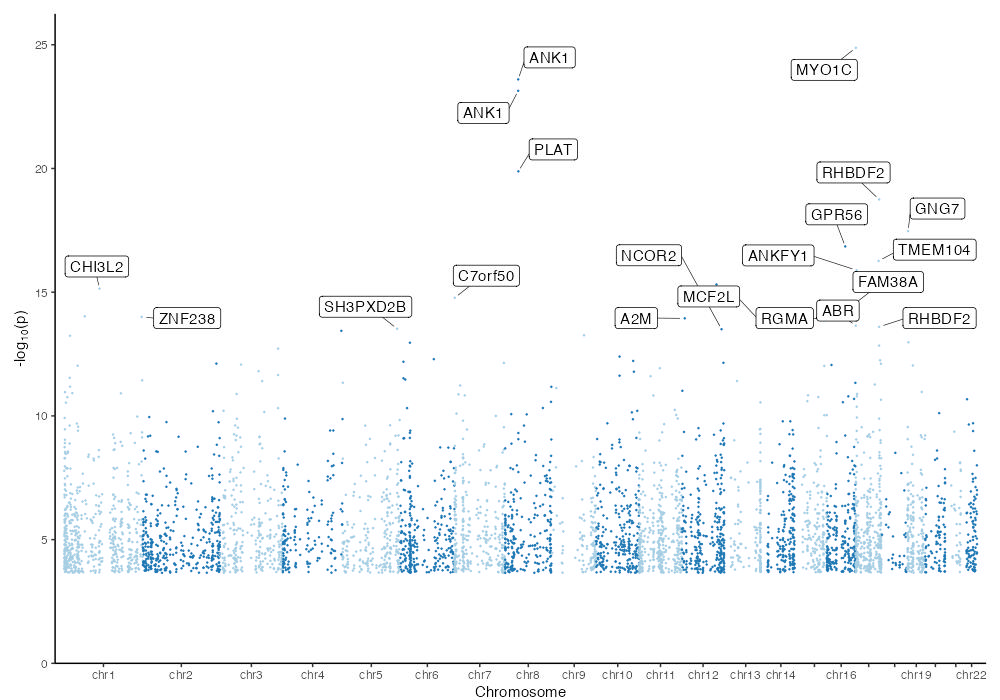 25
ANK1
MYO1C
ANK1
PLAT
20
RHBDF2
GPR56
GNG7
CHI3L2
C7orf50
NCOR2
ANKFY1
TMEM104
FAM38A
15
ZNF238
SH3PXD2B
MCF2L
A2M
RGMA
ABR
RHBDF2
-log10(p)
10
5
0
chr1 chr2 chr3 chr4 chr5 chr6 chr7 chr8 chr9 chr10 chr11 chr12 chr13 chr14 chr16 chr19 chr22
Chromosome